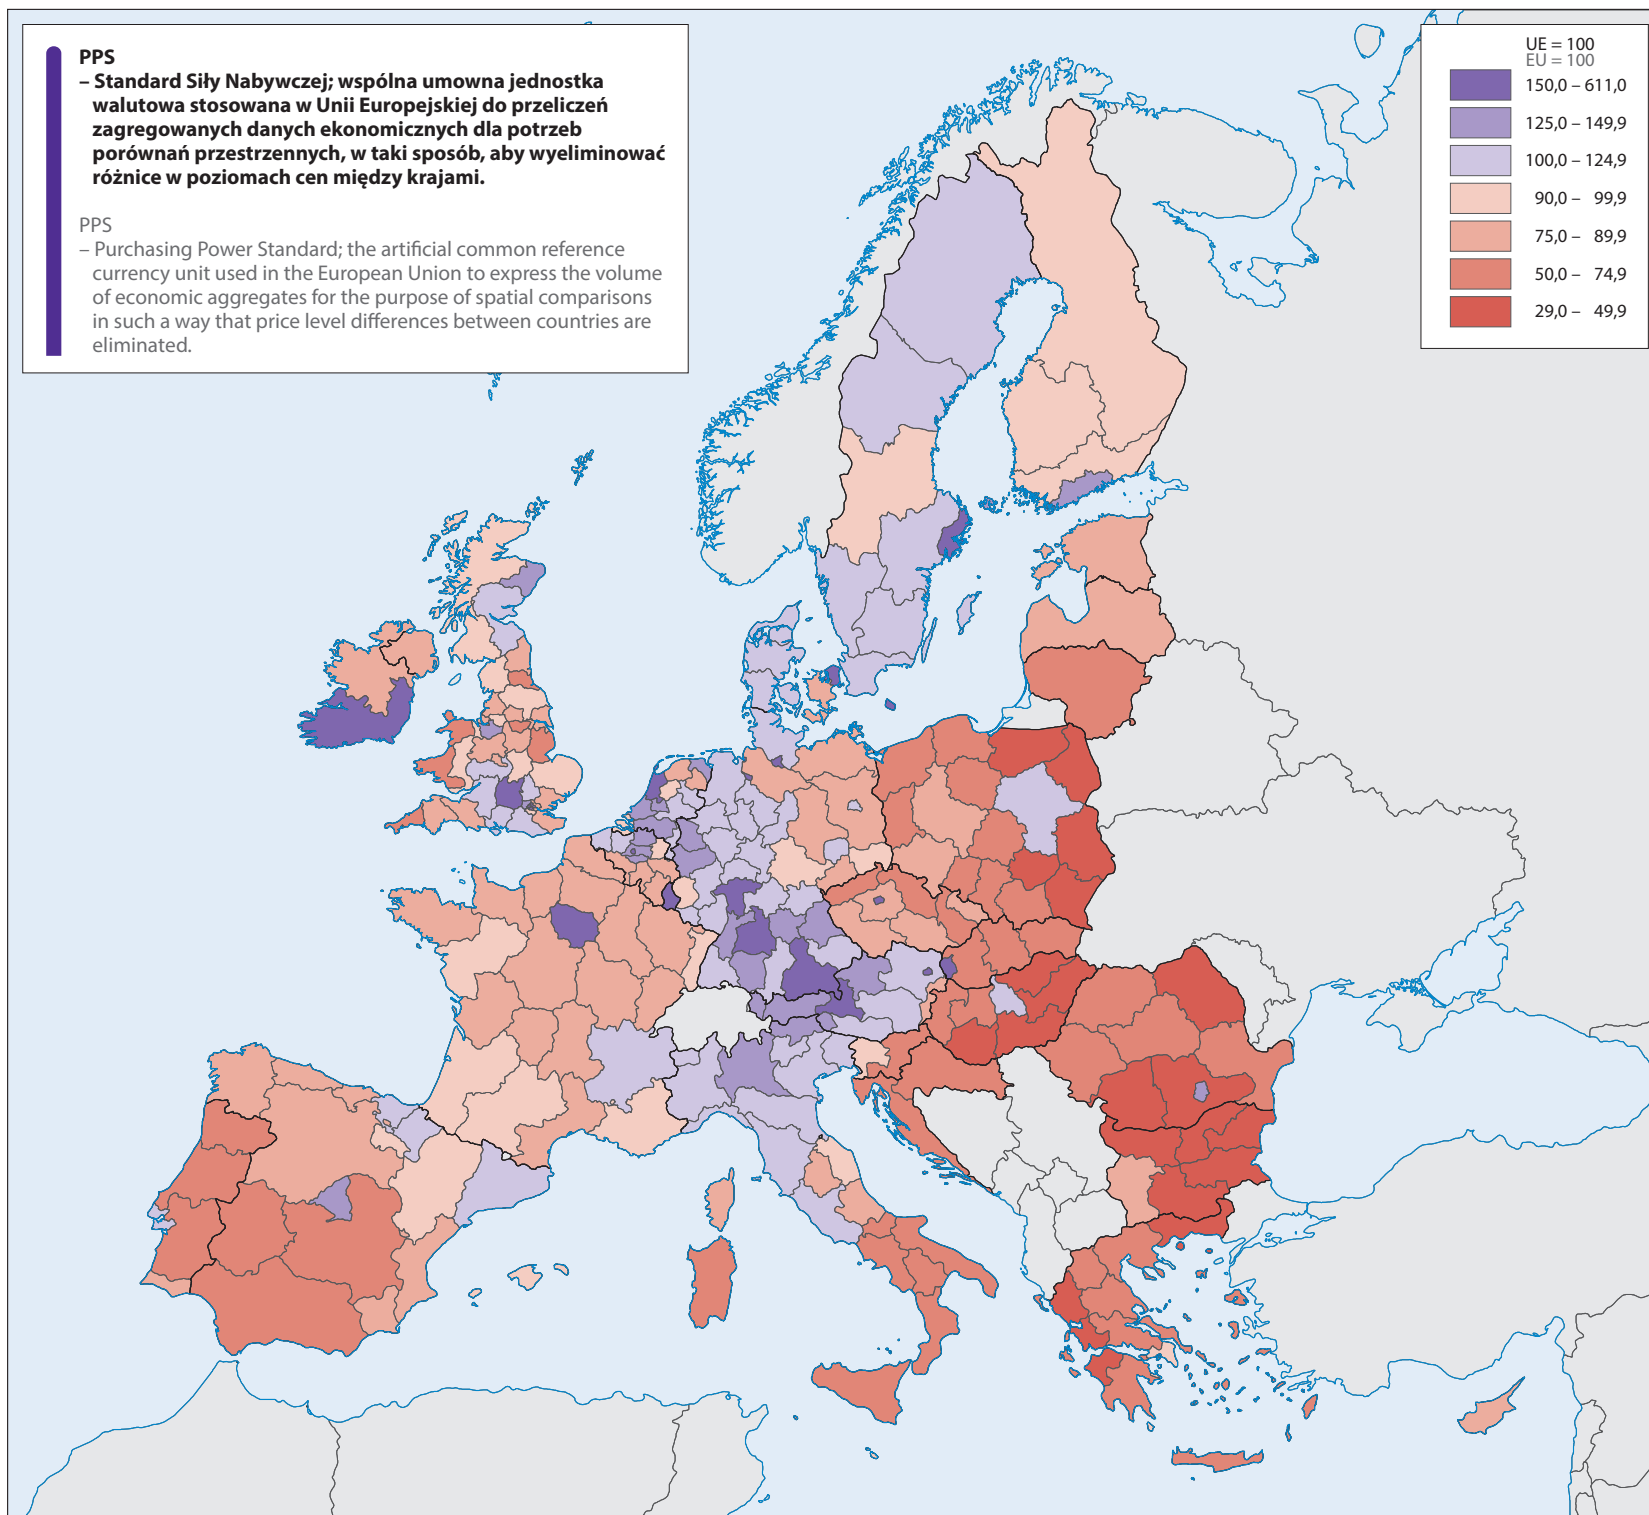 PPS
– Standard Siły Nabywczej; wspólna umowna jednostka
walutowa stosowana w Unii Europejskiej do przeliczeń
zagregowanych danych ekonomicznych dla potrzeb
porównań przestrzennych, w taki sposób, aby wyeliminować
różnice w poziomach cen między krajami.
PPS
– Purchasing Power Standard; the artificial common reference
currency unit used in the European Union to express the volume
of economic aggregates for the purpose of spatial comparisons
in such a way that price level differences between countries are
eliminated.
UE = 100
EU = 100
150,0 – 611,0
125,0 – 149,9
100,0 – 124,9
90,0 – 99,9
75,0 – 89,9
50,0 – 74,9
29,0 – 49,9